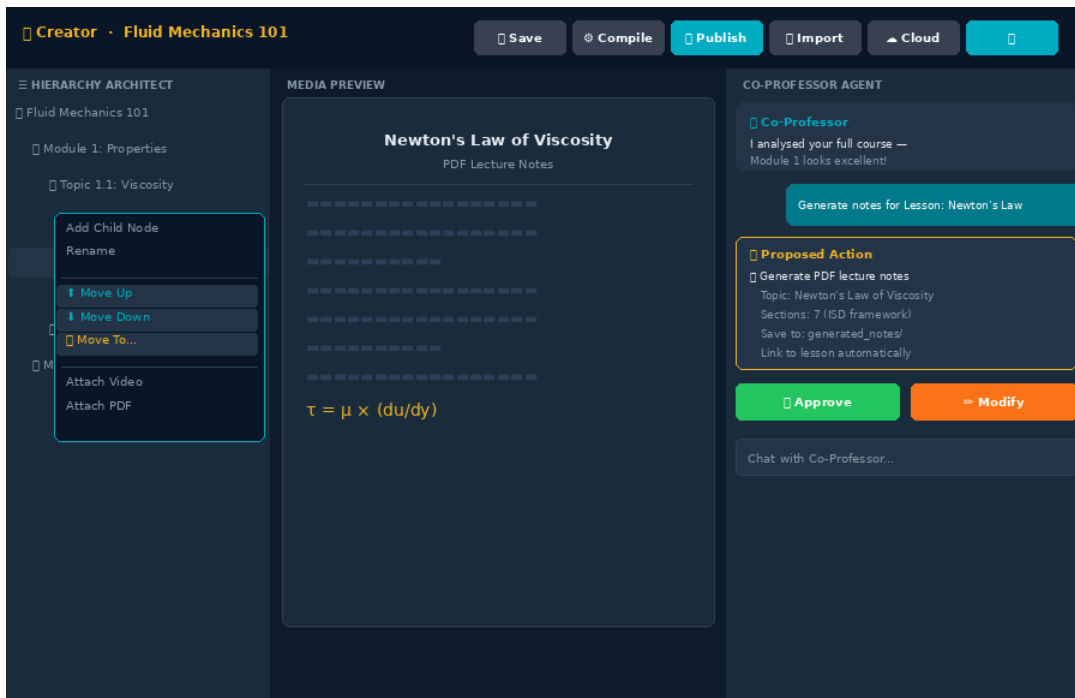 Creator · Fluid Mechanics 101
Save
⚙ Compile
Publish
Import
☁ Cloud
☰ HIERARCHY ARCHITECT
Fluid Mechanics 101
Module 1: Properties
Topic 1.1: Viscosity
Add Child Node
Rename
⬆ Move Up
⬇ Move Down
Move To...
M
Attach Video
Attach PDF
MEDIA PREVIEW
Newton's Law of Viscosity
PDF Lecture Notes
τ = μ × (du/dy)
CO-PROFESSOR AGENT
Co-Professor
I analysed your full course —
Module 1 looks excellent!
Generate notes for Lesson: Newton's Law
Proposed Action
Generate PDF lecture notes
Topic: Newton's Law of Viscosity
Sections: 7 (ISD framework)
Save to: generated_notes/
Link to lesson automatically
Approve
✏ Modify
Chat with Co-Professor...